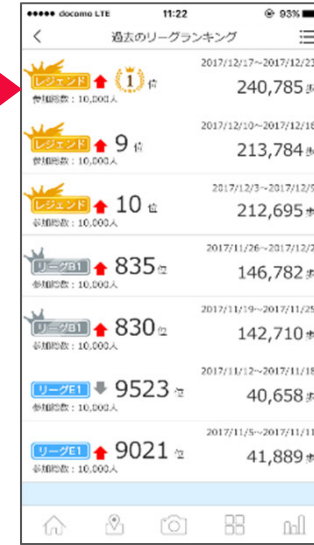 docomo LTE 11:22 93%
過去のリーグランキング
2017/12/17～2017/12/23
レジェンド 1 位 240,785歩
参加総数：10,000人
2017/12/10～2017/12/16
レジェンド 9 位 213,784歩
参加総数：10,000人
2017/12/3～2017/12/9
レジェンド 10 位 212,695歩
参加総数：10,000人
2017/11/26～2017/12/2
リーグB1 835位 146,782歩
参加総数：10,000人
2017/11/19～2017/11/25
リーグB1 830位 142,710歩
参加総数：10,000人
2017/11/12～2017/11/18
リーグE1 9523 位 40,658歩
参加総数：10,000人
2017/11/5～2017/11/11
リーグE1 9021 位 41,889歩
参加総数：10,000人